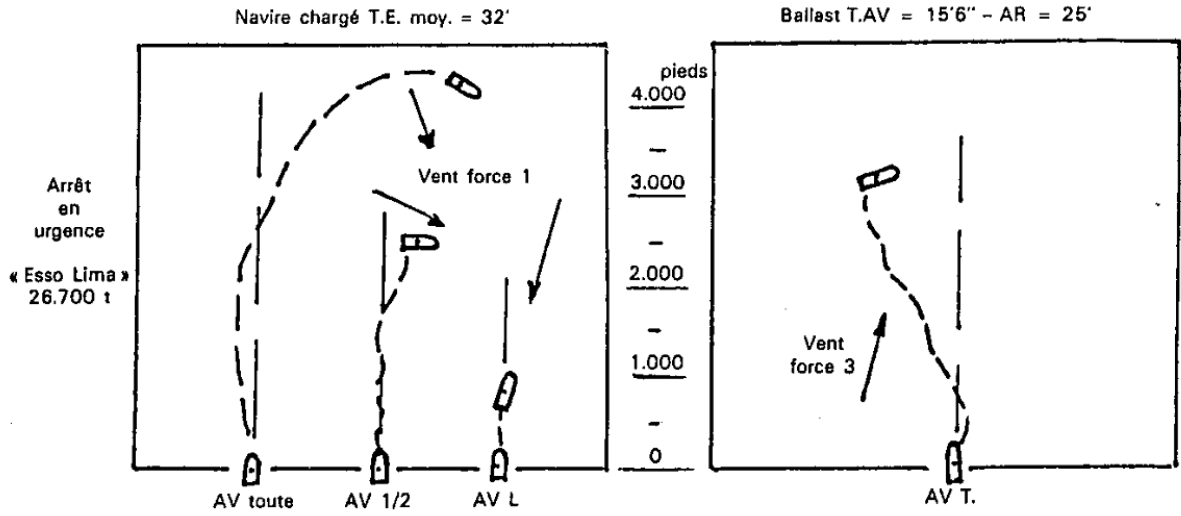 Navire chargé T.E. moy. = 32'
Ballast T.AV = 15'6" – AR = 25'
pieds
4.000
3.000
2.000
1.000
0
Arrêt
en
urgence
« Esso Lima »
26.700 t
Vent force 1
Vent
force 3
AV toute
AV 1/2
AV L
AV T.